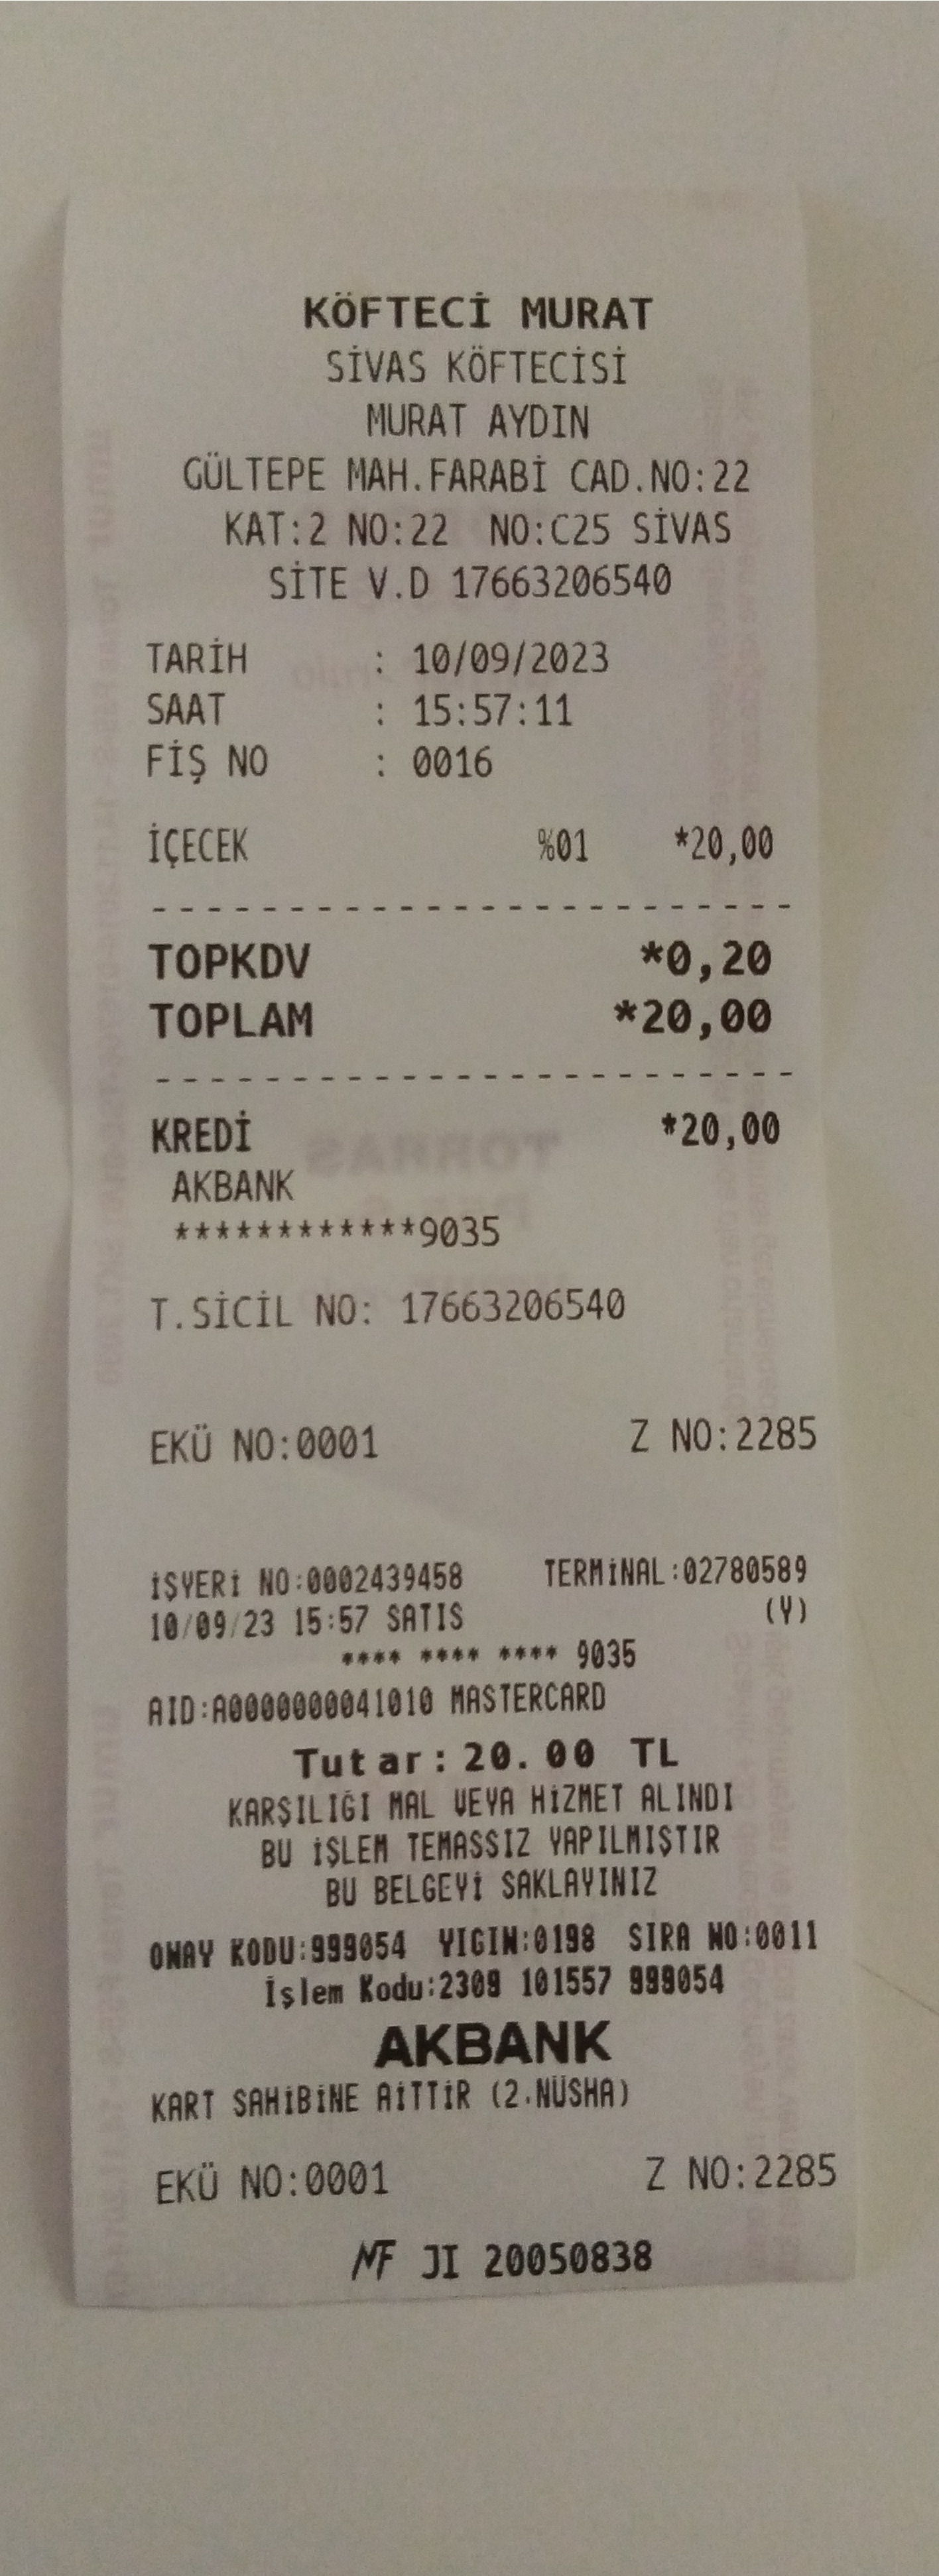 KÖFTECİ MURAT
SİVAS KÖFTECİSİ
MURAT AYDIN
GÜLTEPE MAH.FARABİ CAD.NO:22
KAT:2 NO:22 NO:C25 SİVAS
SİTE V.D 17663206540
TARİH : 10/09/2023
SAAT : 15:57:11
FİŞ NO : 0016
İÇECEK %01 *20,00
TOPKDV *0,20
TOPLAM *20,00
KREDİ *20,00
AKBANK
************9035
T.SİCİL NO: 17663206540
EKÜ NO:0001 Z NO:2285
İŞYERİ NO:0002439458 TERMİNAL:02780589
10/09/23 15:57 SATIS (Y)
**** **** **** 9035
AID:A0000000041010 MASTERCARD
Tutar:20.00 TL
KARŞILIĞI MAL VEYA HİZMET ALINDI
BU İŞLEM TEMASSIZ YAPILMIŞTIR
BU BELGEYİ SAKLAYINIZ
ONAY KODU:999054 YIGIN:0198 SIRA NO:0011
İşlem Kodu:2309 101557 999054
AKBANK
KART SAHİBİNE AİTTİR (2.NÜSHA)
EKÜ NO:0001 Z NO:2285
MF JI 20050838